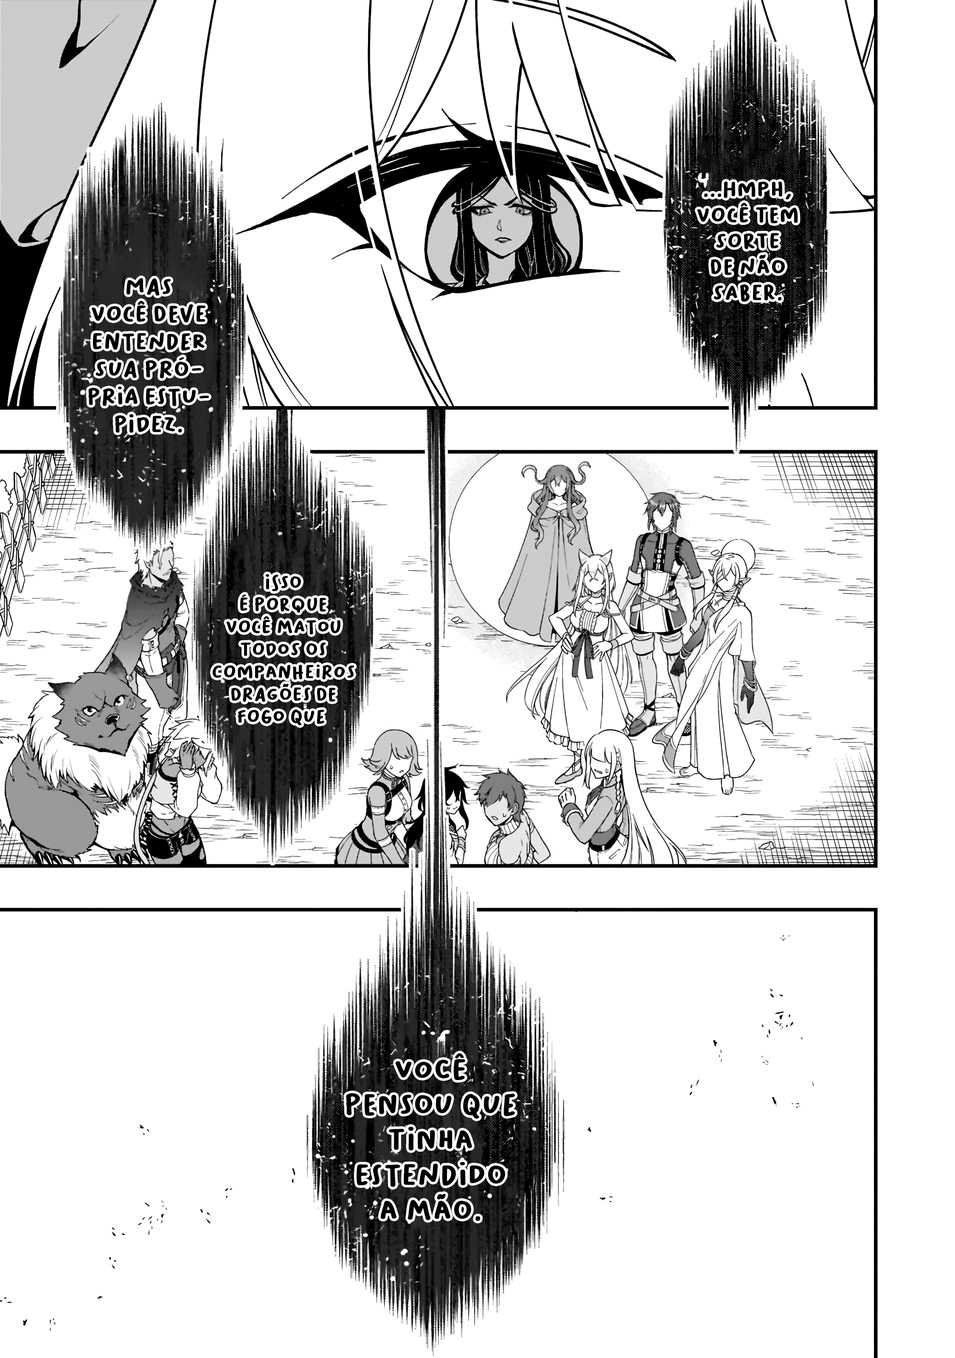 ...HMPH,
VOCÊ TEM
SORTE
DE NÃO
SABER.
MAS
VOCÊ DEVE
ENTENDER
SUA PRÓ-
PRIA ESTU-
PIDEZ.
ISSO
É PORQUE
VOCÊ MATOU
TODOS OS
COMPANHEIROS
DRAGÕES DE
FOGO QUE
VOCÊ
PENSOU QUE
TINHA
ESTENDIDO
A MÃO.